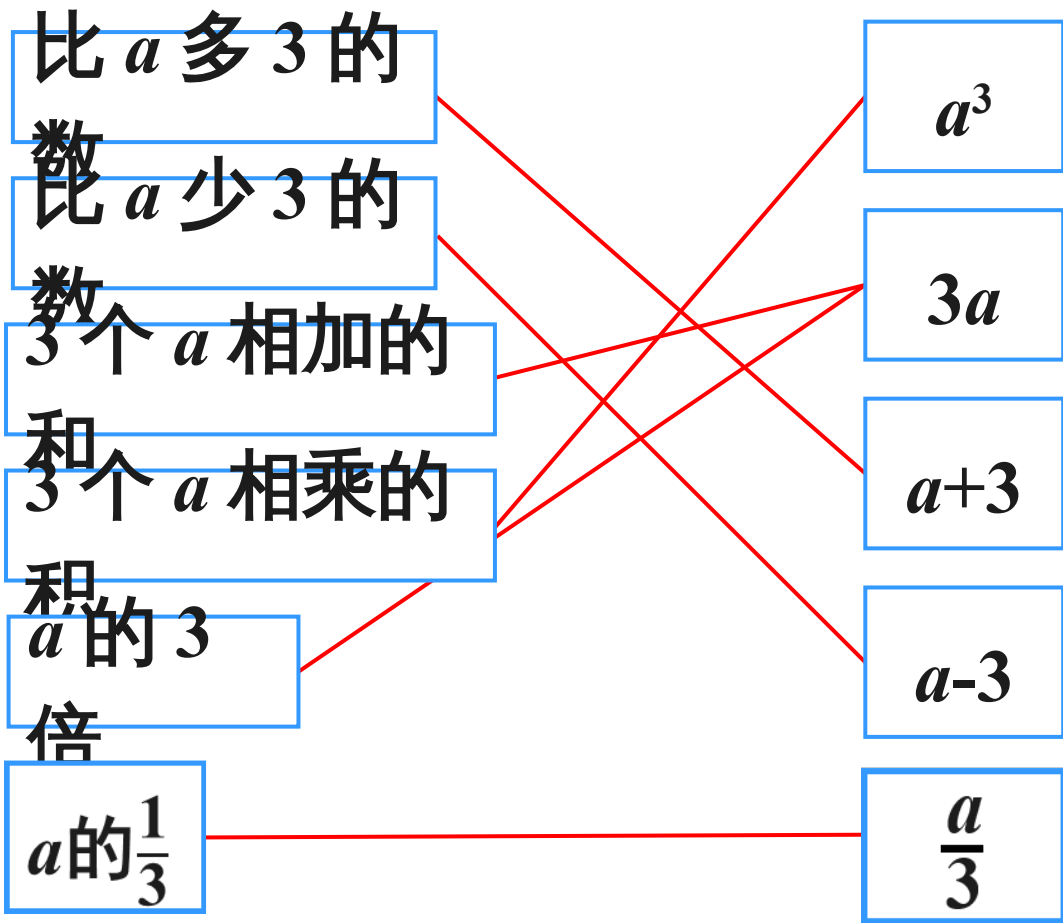 比 a 多 3 的
数
比 a 少 3 的
数
3 个 a 相加的
和
3 个 a 相乘的
积
a 的 3
倍
a的1/3
a³
3a
a+3
a-3
a/3